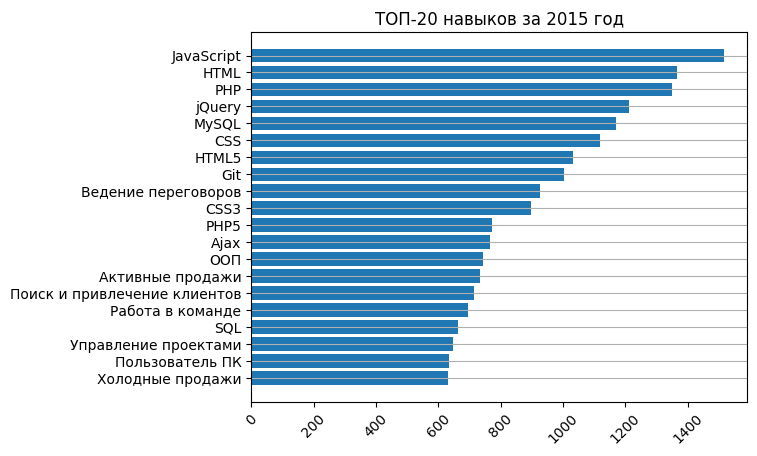 ТОП-20 навыков за 2015 год
JavaScript
HTML
PHP
jQuery
MySQL
CSS
HTML5
Git
Ведение переговоров
CSS3
PHP5
Ajax
ООП
Активные продажи
Поиск и привлечение клиентов
Работа в команде
SQL
Управление проектами
Пользователь ПК
Холодные продажи
0
200
400
600
800
1000
1200
1400